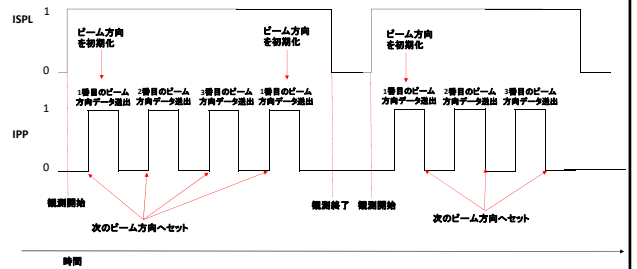 ISPL
1
0
ビーム方向
を初期化
ビーム方向
を初期化
ビーム方向
を初期化
1番目のビーム
方向データ送出
2番目のビーム
方向データ送出
3番目のビーム
方向データ送出
1番目のビーム
方向データ送出
1番目のビーム
方向データ送出
2番目のビーム
方向データ送出
3番目のビーム
方向データ送出
IPP
1
0
観測開始
観測終了
観測開始
次のビーム方向へセット
次のビーム方向へセット
時間